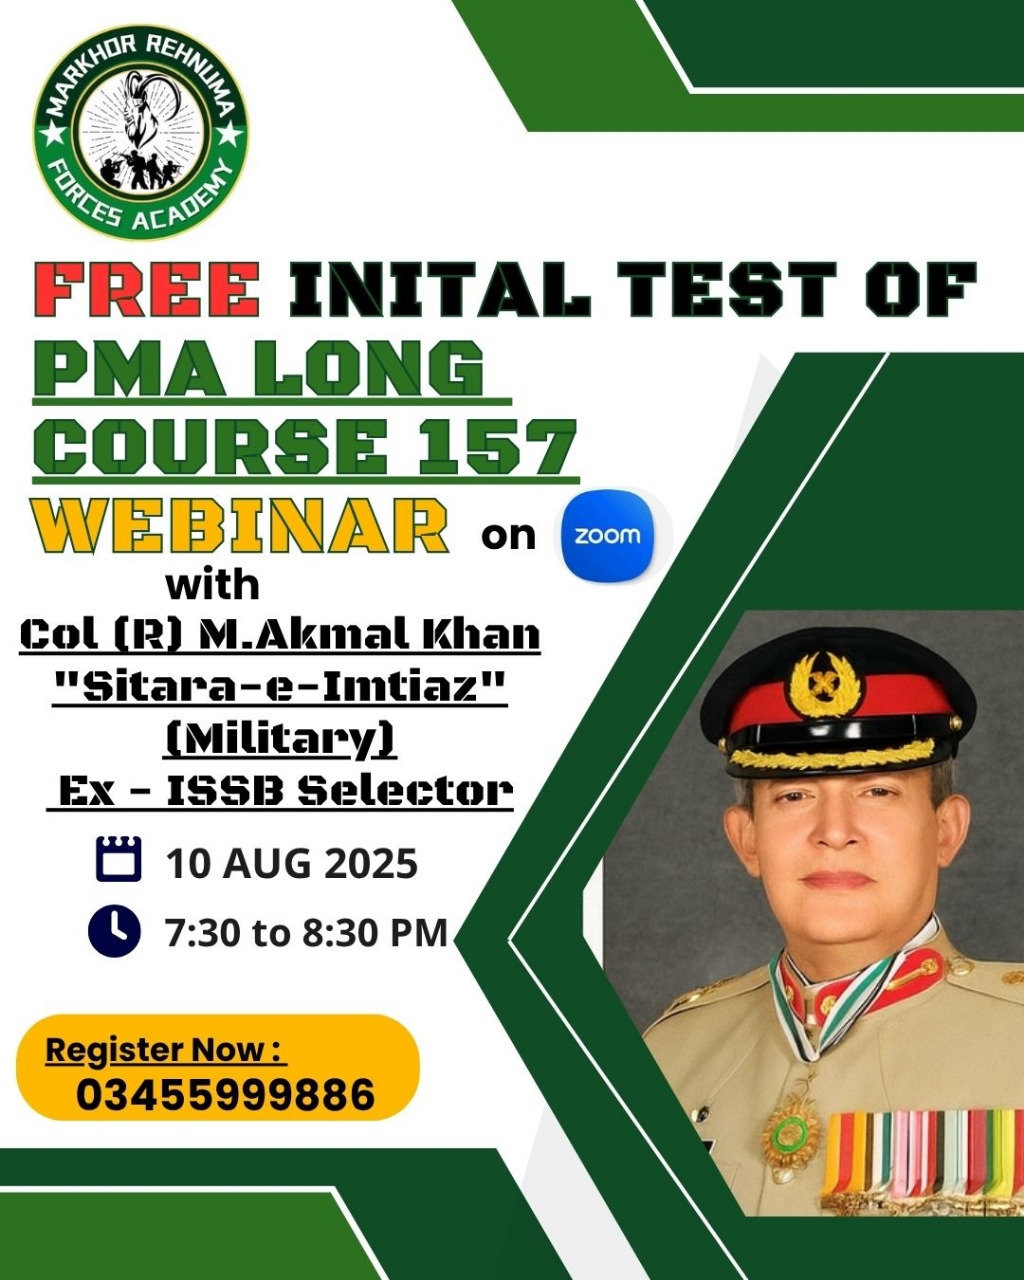 MARKHOR REHNUMA
FORCES ACADEMY
FREE INITAL TEST OF
PMA LONG
COURSE 157
WEBINAR on zoom
with
Col (R) M.Akmal Khan
"Sitara-e-Imtiaz"
(Military)
Ex - ISSB Selector
10 AUG 2025
7:30 to 8:30 PM
Register Now :
03455999886